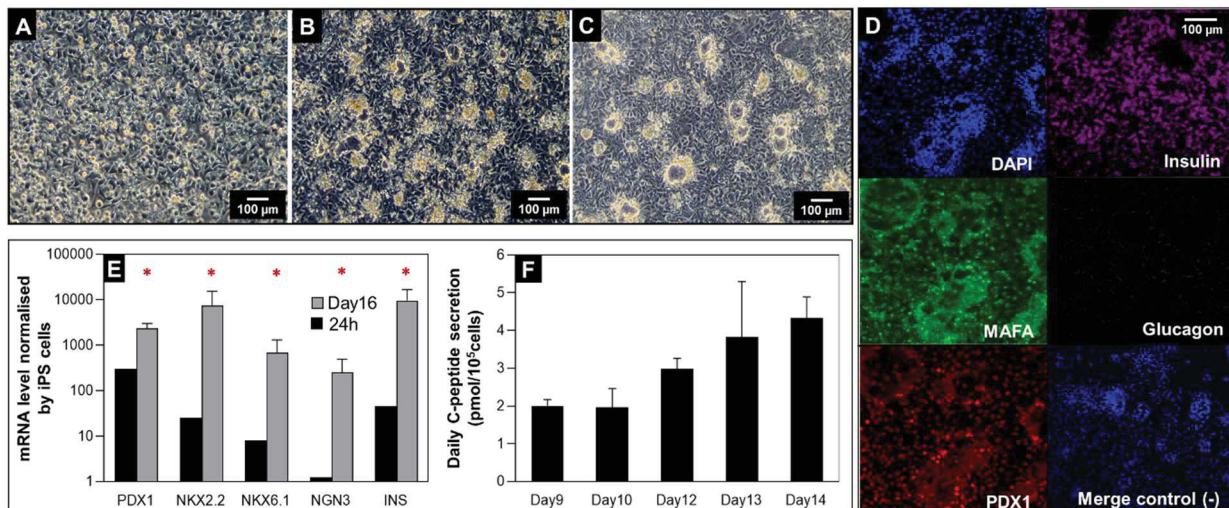 A
100 µm
B
100 µm
C
100 µm
D
DAPI
100 µm
Insulin
MAFA
Glucagon
PDX1
Merge control (-)
E
mRNA level normalised
by iPS cells
100000
10000
1000
100
10
1
* * * * *
Day16
24h
PDX1 NKX2.2 NKX6.1 NGN3 INS
F
Daily C-peptide secretion
(pmol/10⁵cells)
6
5
4
3
2
1
0
Day9 Day10 Day12 Day13 Day14